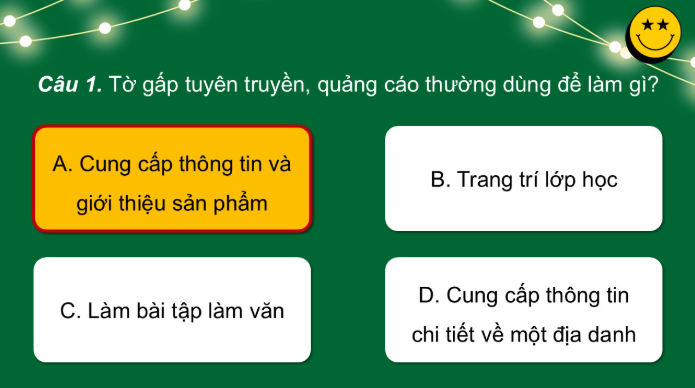 Câu 1. Tờ gấp tuyên truyền, quảng cáo thường dùng để làm gì?
A. Cung cấp thông tin và
giới thiệu sản phẩm
B. Trang trí lớp học
C. Làm bài tập làm văn
D. Cung cấp thông tin
chi tiết về một địa danh